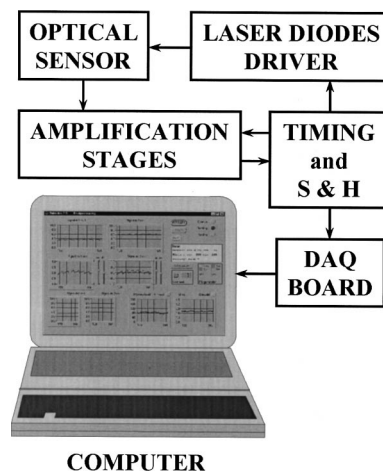 OPTICAL
SENSOR
LASER DIODES
DRIVER
AMPLIFICATION
STAGES
TIMING
and
S & H
DAQ
BOARD
COMPUTER